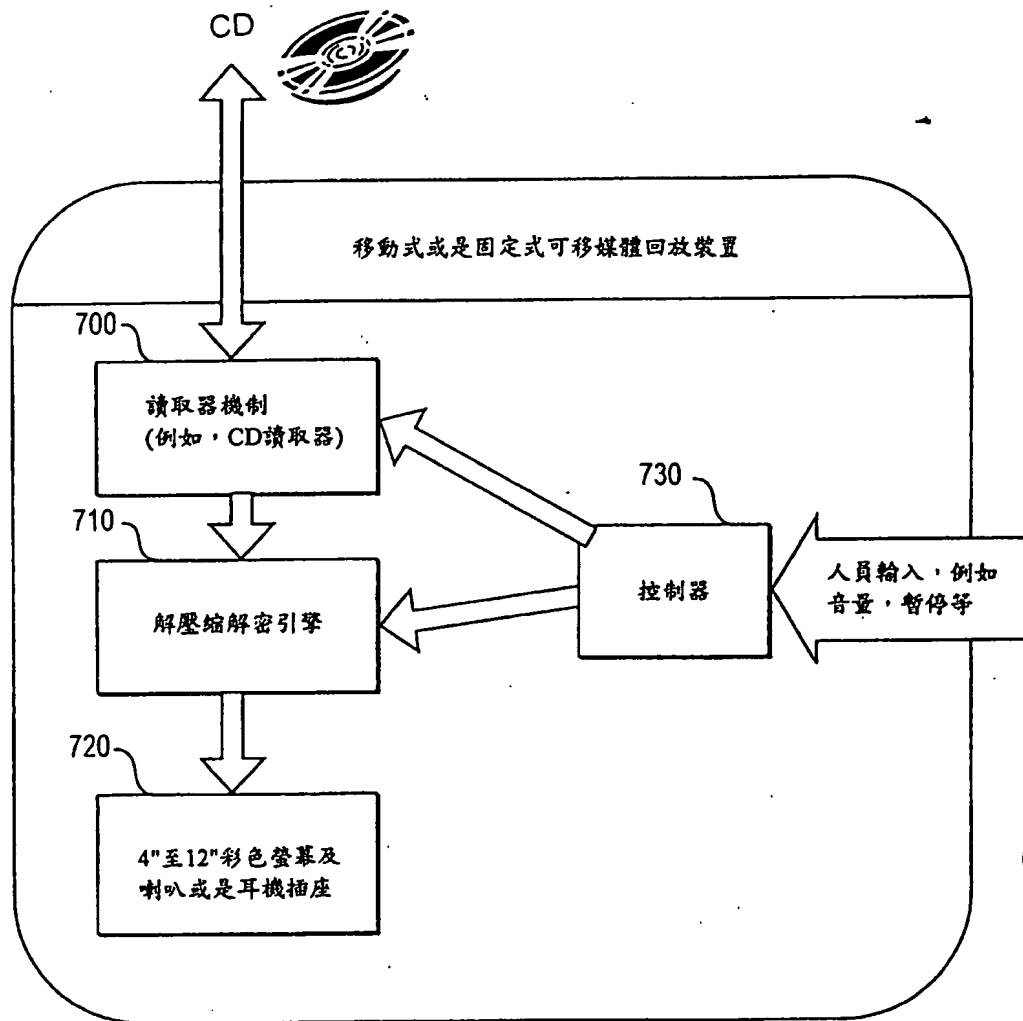 CD
移動式或是固定式可移媒體回放裝置
700
讀取器機制
(例如，CD讀取器)
710
解壓縮解密引擎
730
控制器
人員輸入，例如
音量，暫停等
720
4"至12"彩色螢幕及
喇叭或是耳機插座